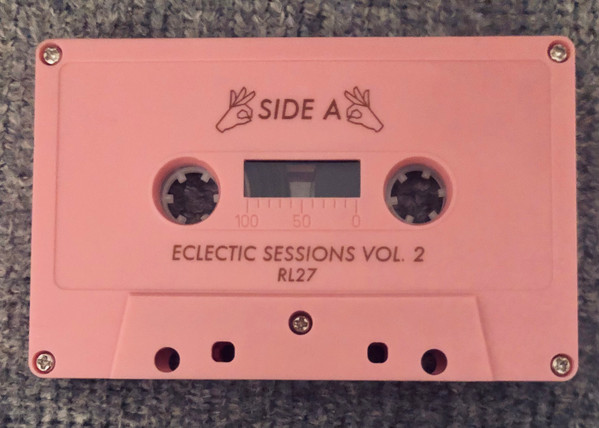 SIDE A
100 50 0
ECLECTIC SESSIONS VOL. 2
RL27